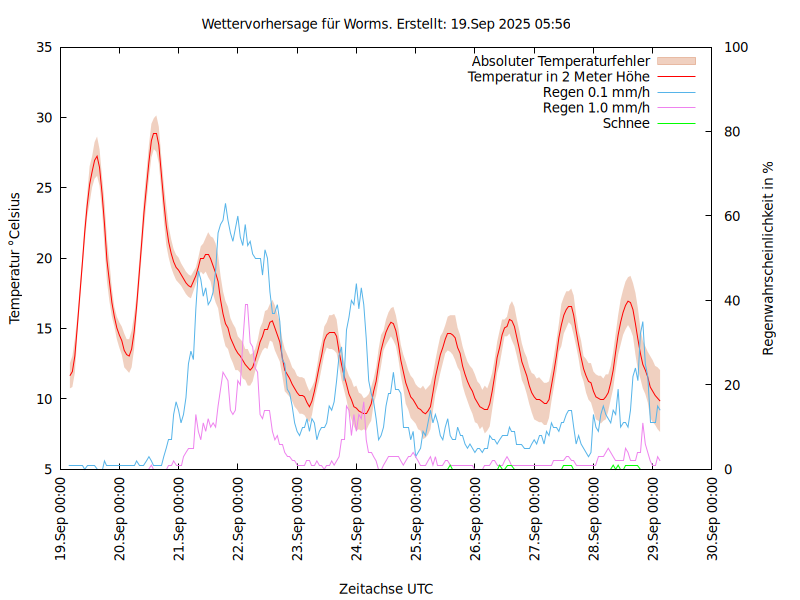 Wettervorhersage für Worms. Erstellt: 19.Sep 2025 05:56
Absoluter Temperaturfehler
Temperatur in 2 Meter Höhe
Regen 0.1 mm/h
Regen 1.0 mm/h
Schnee
35
30
25
20
15
10
5
100
80
60
40
20
0
Temperatur °Celsius
Regenwahrscheinlichkeit in %
19.Sep 00:00
20.Sep 00:00
21.Sep 00:00
22.Sep 00:00
23.Sep 00:00
24.Sep 00:00
25.Sep 00:00
26.Sep 00:00
27.Sep 00:00
28.Sep 00:00
29.Sep 00:00
30.Sep 00:00
Zeitachse UTC